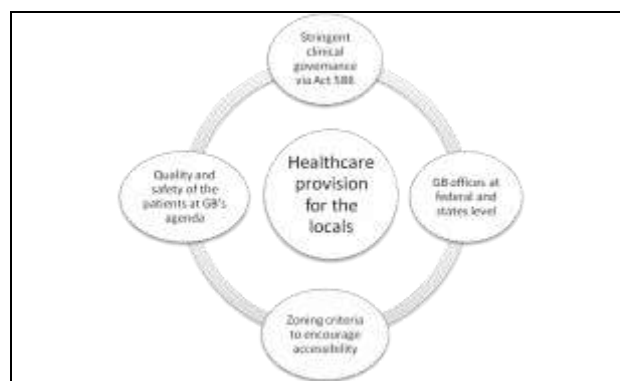 Stringent
clinical
governance
via Act 586
Quality and
safety of the
patients at GB's
agenda
Healthcare
provision
for the
locals
GB offices at
federal and
states level
Zoning criteria
to encourage
accessibility